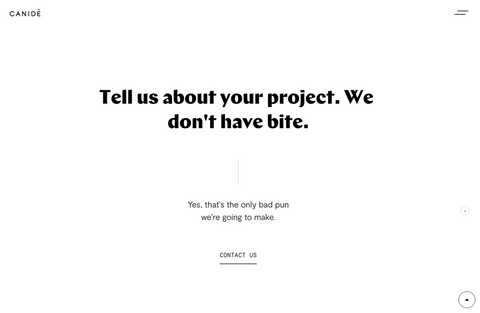 CANIDÉ
Tell us about your project. We
don't have bite.
Yes, that's the only bad pun
we're going to make.
CONTACT US